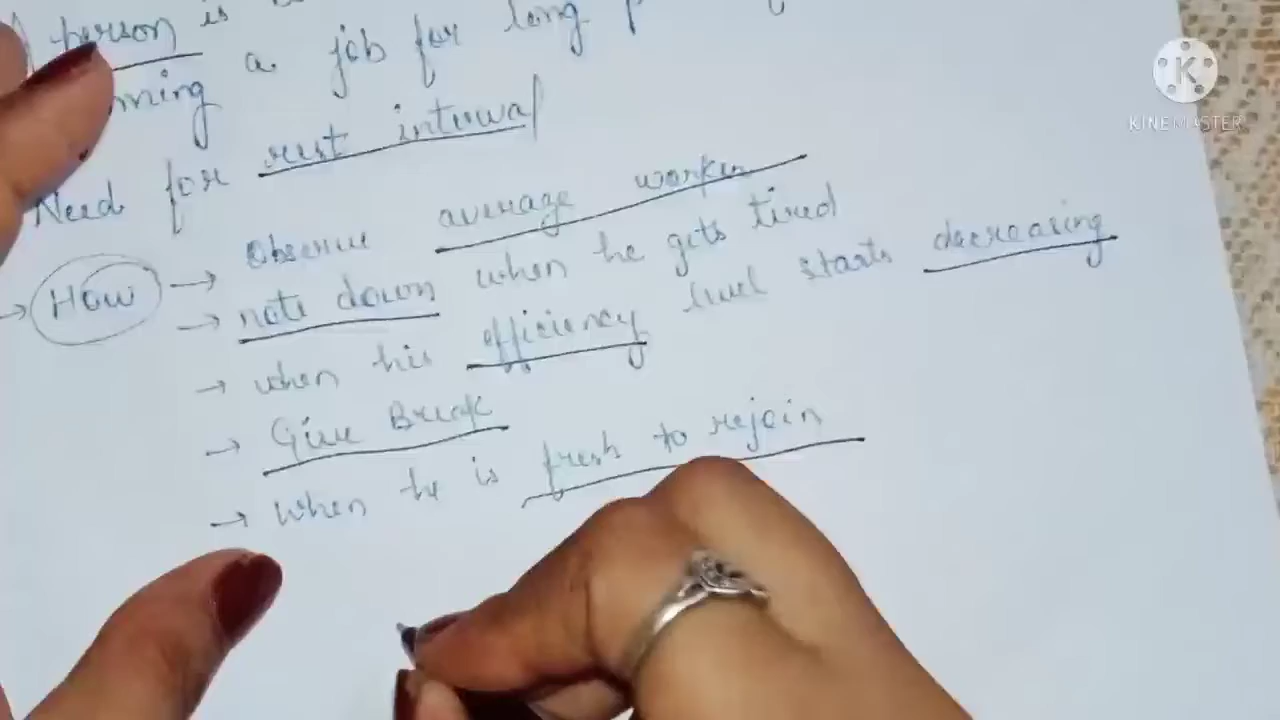 person is
a job for long
Need for rest interval
How → observe average worker
→ note down when he gets tired
→ when his efficiency level starts decreasing
→ Give Break
→ when he is fresh to rejoin
KINEMASTER